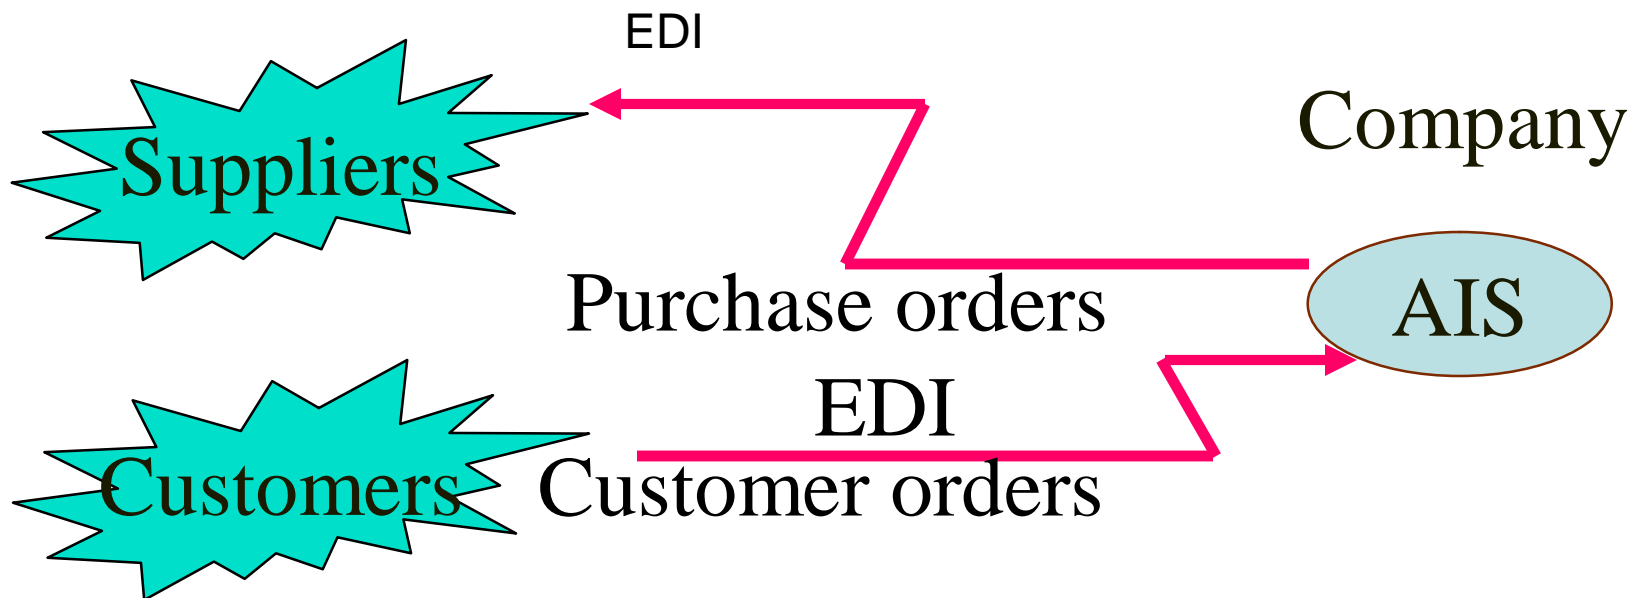 EDI
Company
Suppliers
Purchase orders
AIS
EDI
Customers
Customer orders